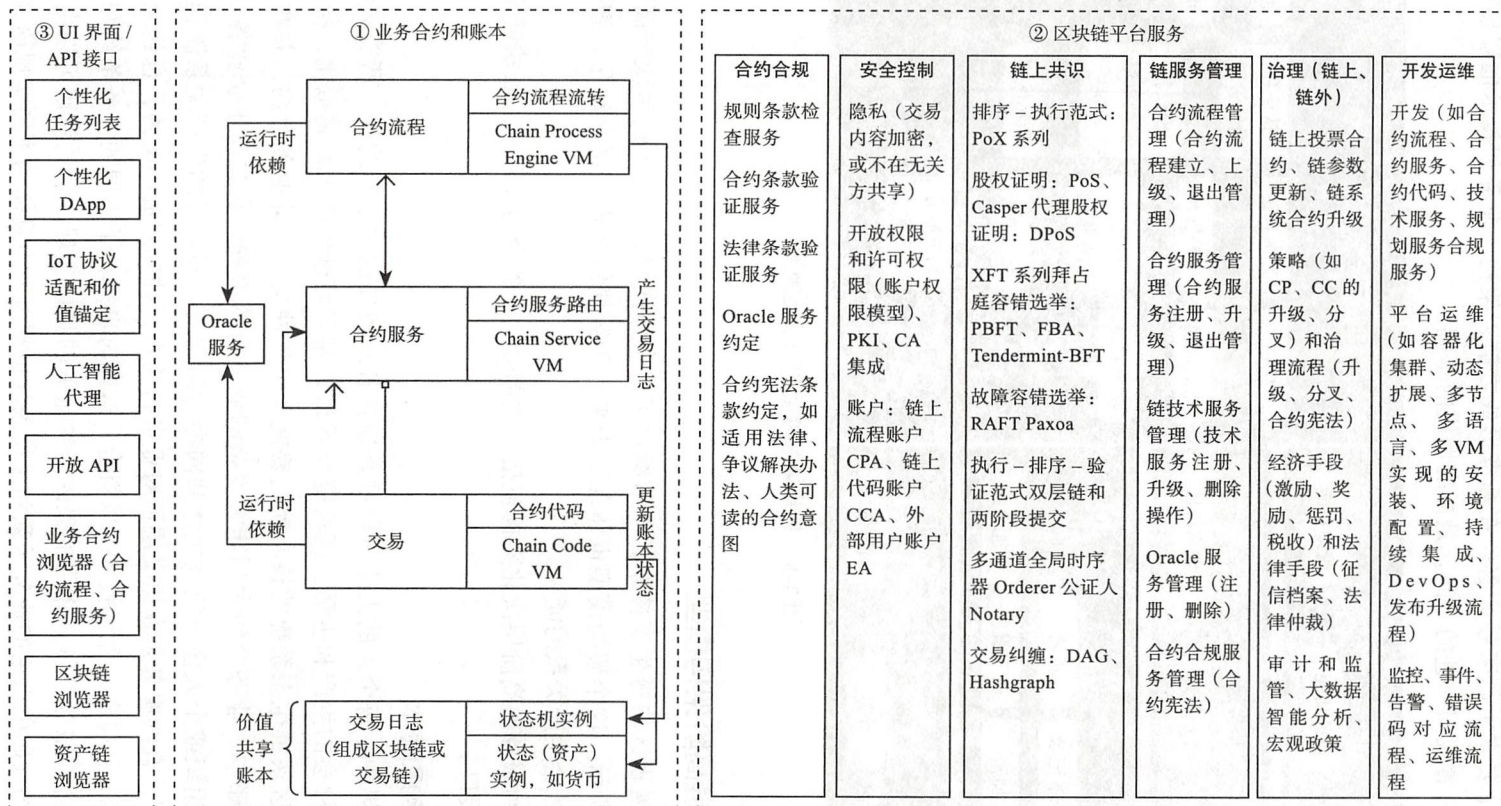 ③ UI 界面 /
API 接口
个性化
任务列表
个性化
DApp
IoT 协议
适配和价
值锚定
人工智能
代理
开放 API
业务合约
浏览器（合
约流程、合
约服务）
区块链
浏览器
资产链
浏览器
① 业务合约和账本
运行时
依赖
合约流程
合约流程流转
Chain Process
Engine VM
Oracle
服务
合约服务
合约服务路由
Chain Service
VM
产生交易日志
运行时
依赖
交易
合约代码
Chain Code
VM
更新账本状态
价值
共享
账本
交易日志
（组成区块链或
交易链）
状态机实例
状态（资产）
实例，如货币
② 区块链平台服务
合约合规
规则条款检
查服务
合约条款验
证服务
法律条款验
证服务
Oracle 服务
约定
合约宪法条
款约定，如
适用法律、
争议解决办
法、人类可
读的合约意
图
安全控制
隐私（交易
内容加密，
或不在无关
方共享）
开放权限
和许可权
限（账户权
限模型）、
PKI、CA
集成
账户：链上
流程账户
CPA、链上
代码账户
CCA、外
部用户账户
EA
链上共识
排序 – 执行范式：
PoX 系列
股权证明：PoS、
Casper 代理股权
证明：DPoS
XFT 系列拜占
庭容错选举：
PBFT、FBA、
Tendermint-BFT
故障容错选举：
RAFT Paxoa
执行 – 排序 – 验
证范式双层链和
两阶段提交
多通道全局时序
器 Orderer 公证人
Notary
交易纠缠：DAG、
Hashgraph
链服务管理
合约流程管
理（合约流
程建立、上
级、退出管
理）
合约服务管
理（合约服
务注册、升
级、退出管
理）
链技术服务
管理（技术
服务注册、
升级、删除
操作）
Oracle 服
务管理（注
册、删除）
合约合规服
务管理（合
约宪法）
治理（链上、
链外）
链上投票合
约、链参数
更新、链系
统合约升级
策略（如
CP、CC 的
升级、分
叉）和治
理流程（升
级、分叉、
合约宪法）
经济手段
（激励、奖
励、惩罚、
税收）和法
律手段（征
信档案、法
律仲裁）
审计和监
管、大数据
智能分析、
宏观政策
开发运维
开发（如合
约流程、合
约服务、合
约代码、技
术服务、规
划服务合规
服务）
平台运维
（如容器化
集群、动态
扩展、多节
点、多语
言、多VM
实现的安
装、环境
配置、持
续集成、
DevOps、
发布升级流
程）
监控、事件、
告警、错误
码对应流
程、运维流
程